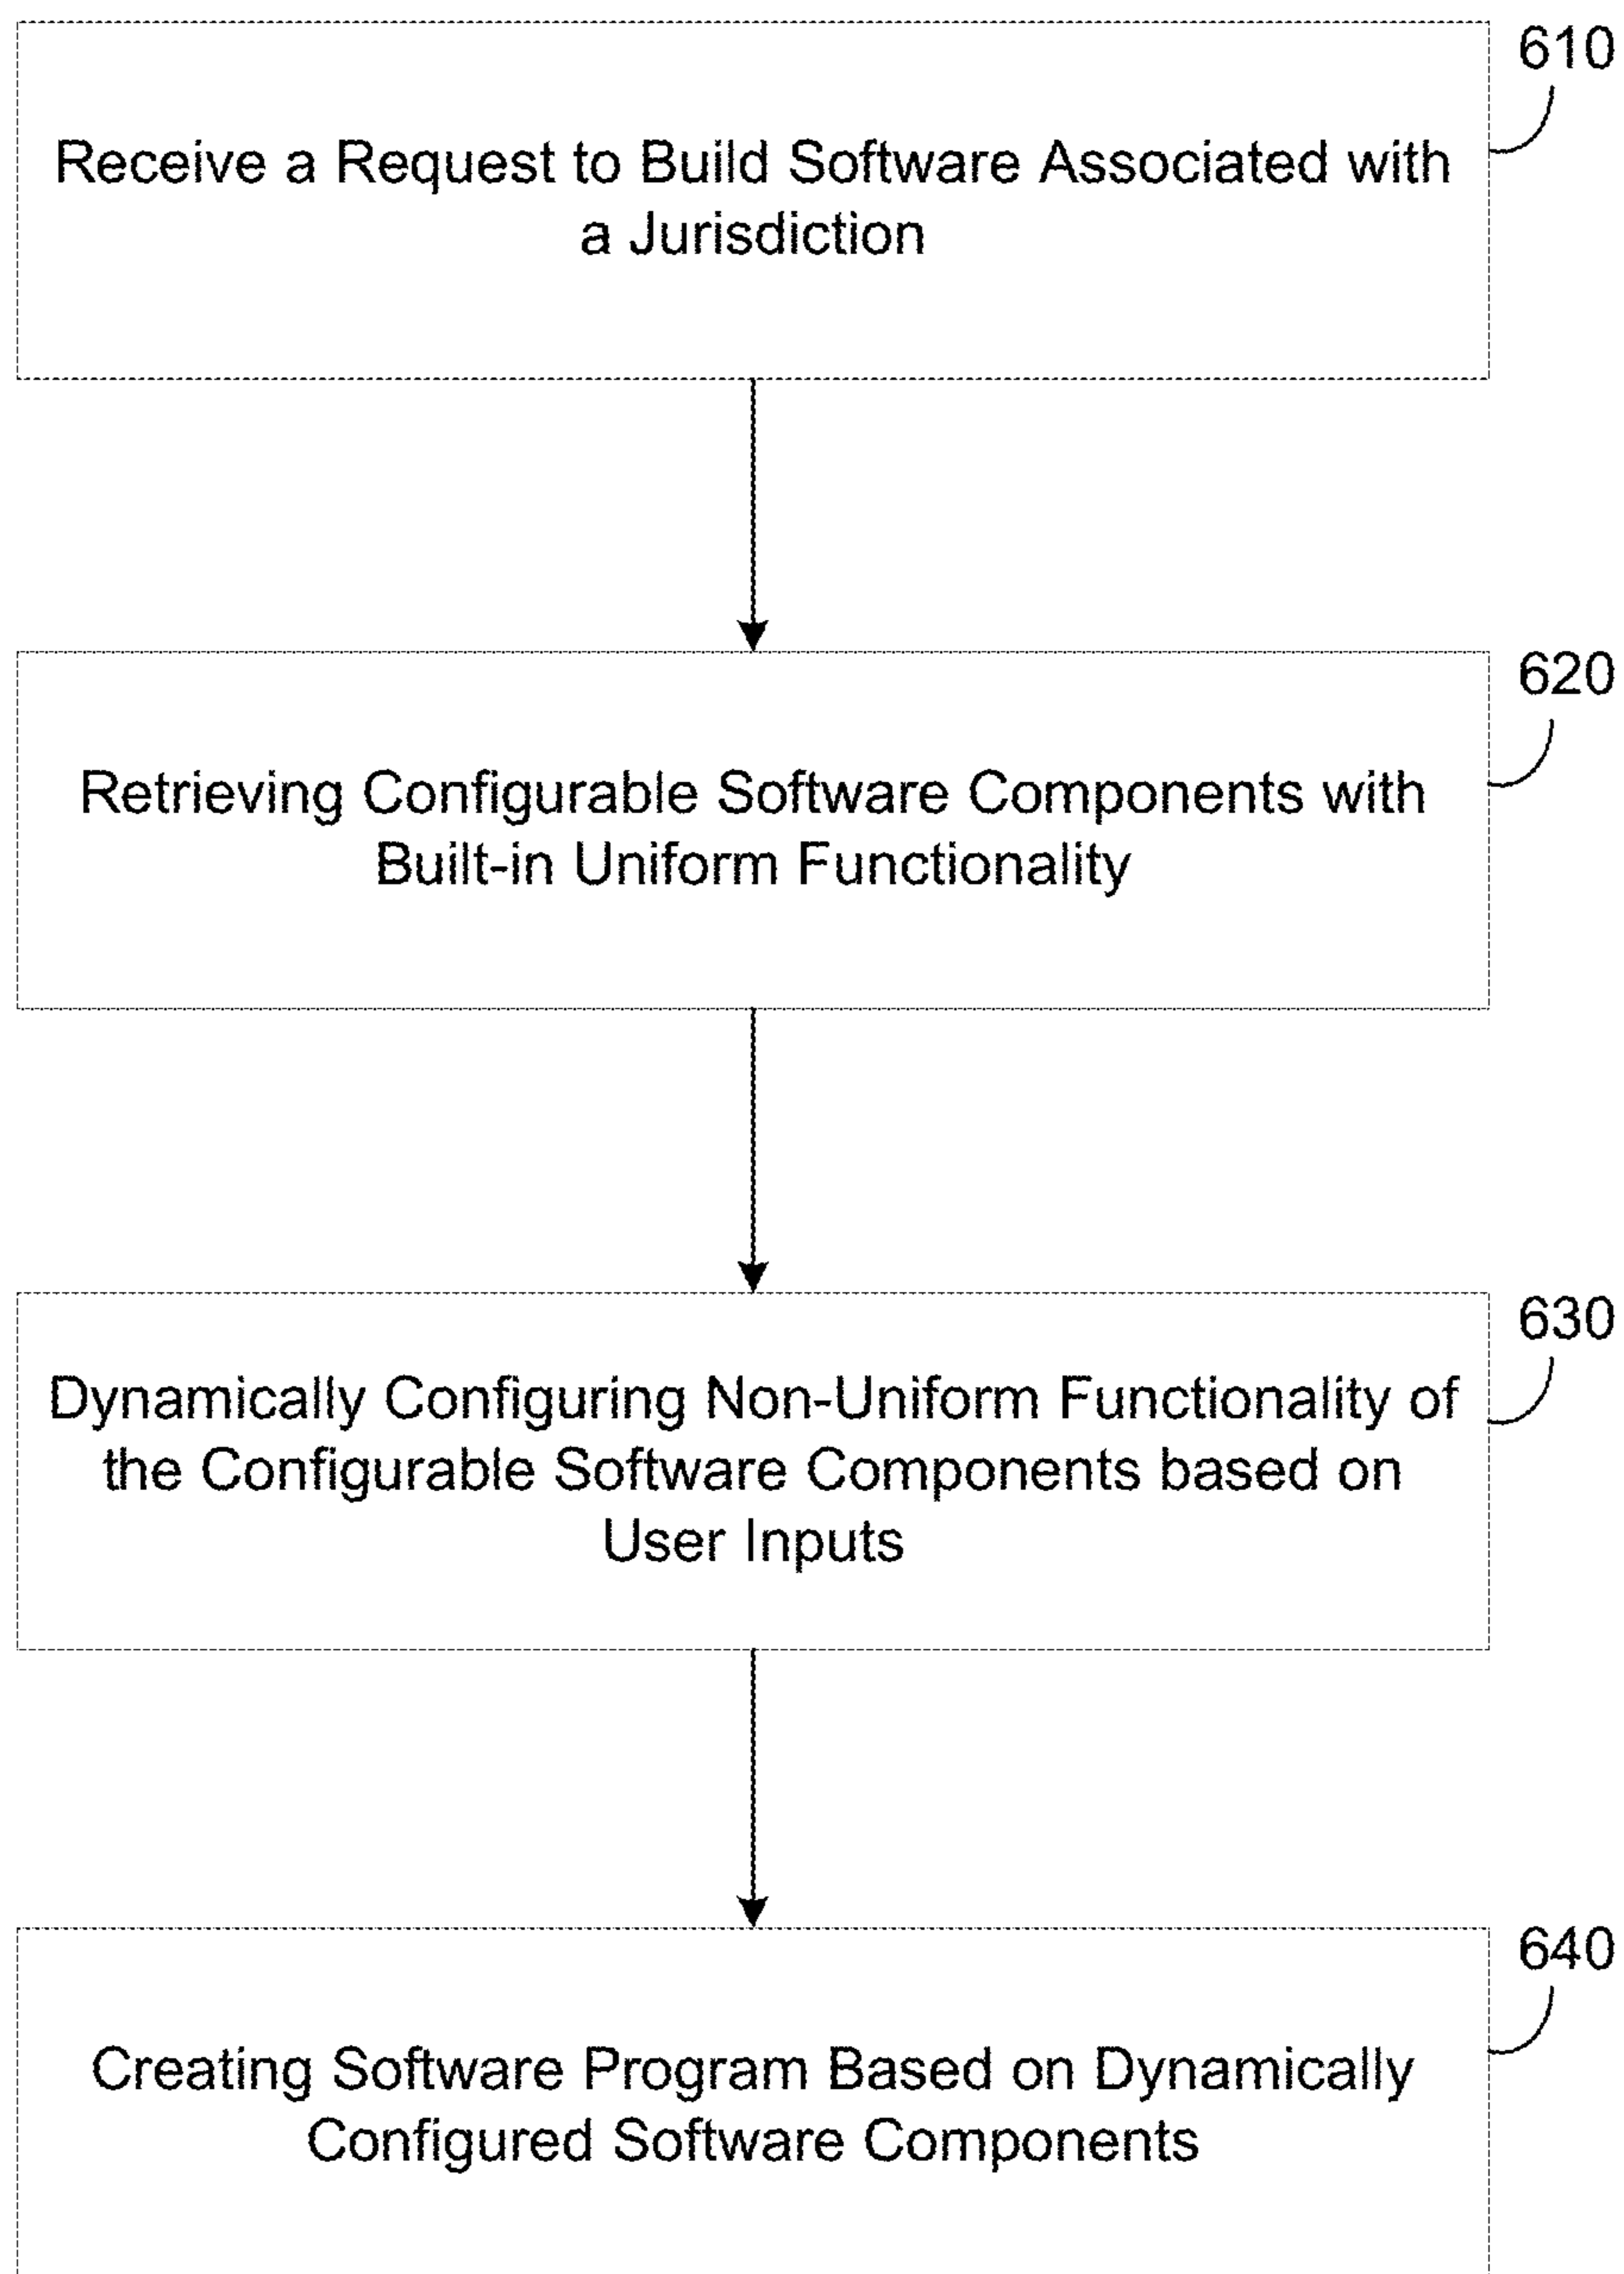 610
Receive a Request to Build Software Associated with
a Jurisdiction
620
Retrieving Configurable Software Components with
Built-in Uniform Functionality
630
Dynamically Configuring Non-Uniform Functionality of
the Configurable Software Components based on
User Inputs
640
Creating Software Program Based on Dynamically
Configured Software Components